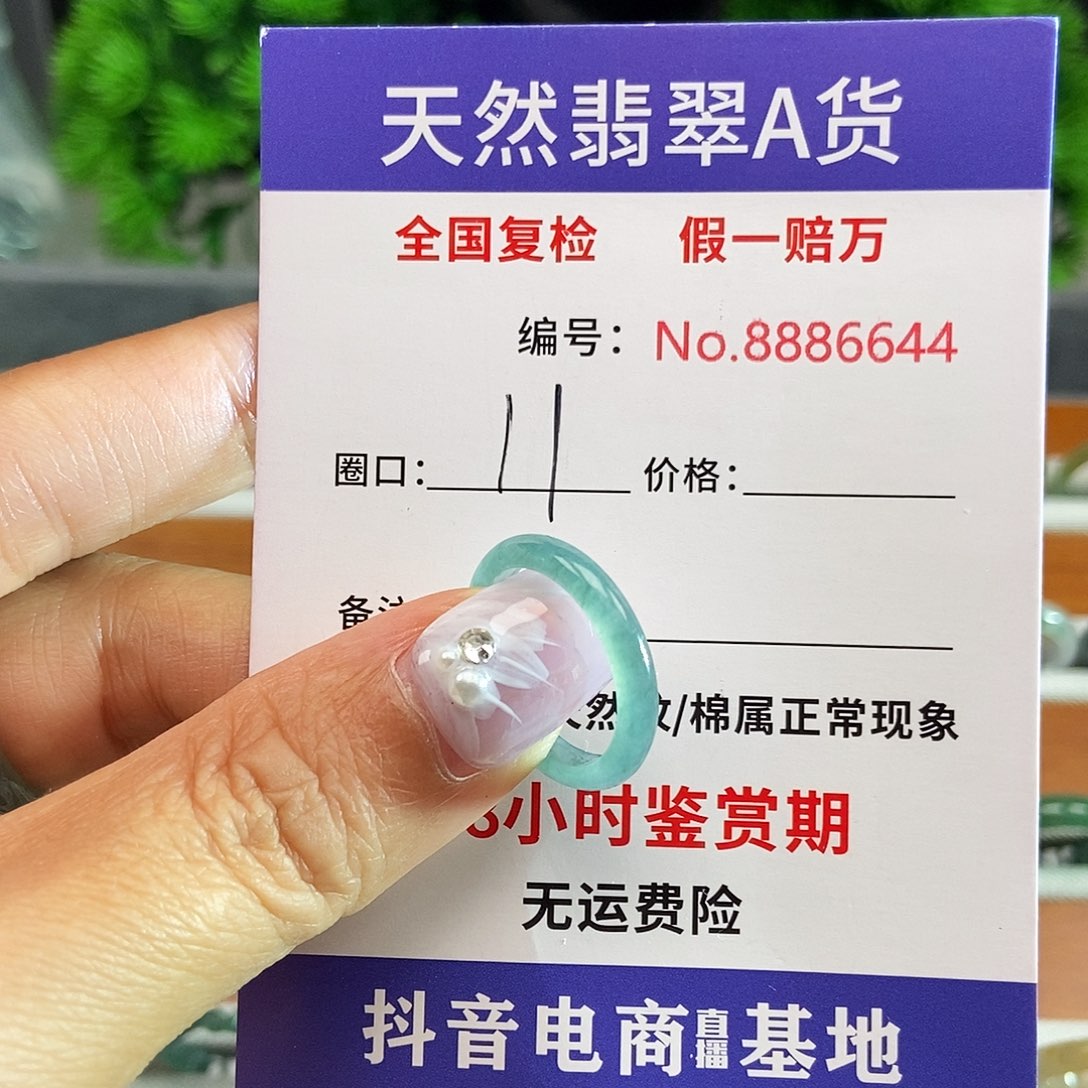 天然翡翠A货
全国复检 假一赔万
编号: No.8886644
圈口: 11 价格:
备
然纹/棉属正常现象
8小时鉴赏期
无运费险
抖音电商直播基地